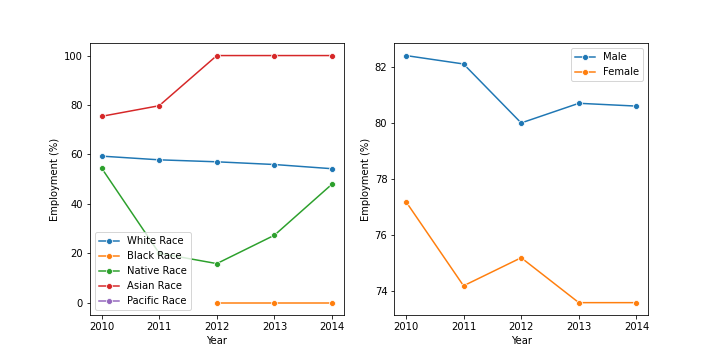 100
80
60
40
20
0
Employment (%)
White Race
Black Race
Native Race
Asian Race
Pacific Race
2010 2011 2012 2013 2014
Year
82
80
78
76
74
Employment (%)
Male
Female
2010 2011 2012 2013 2014
Year